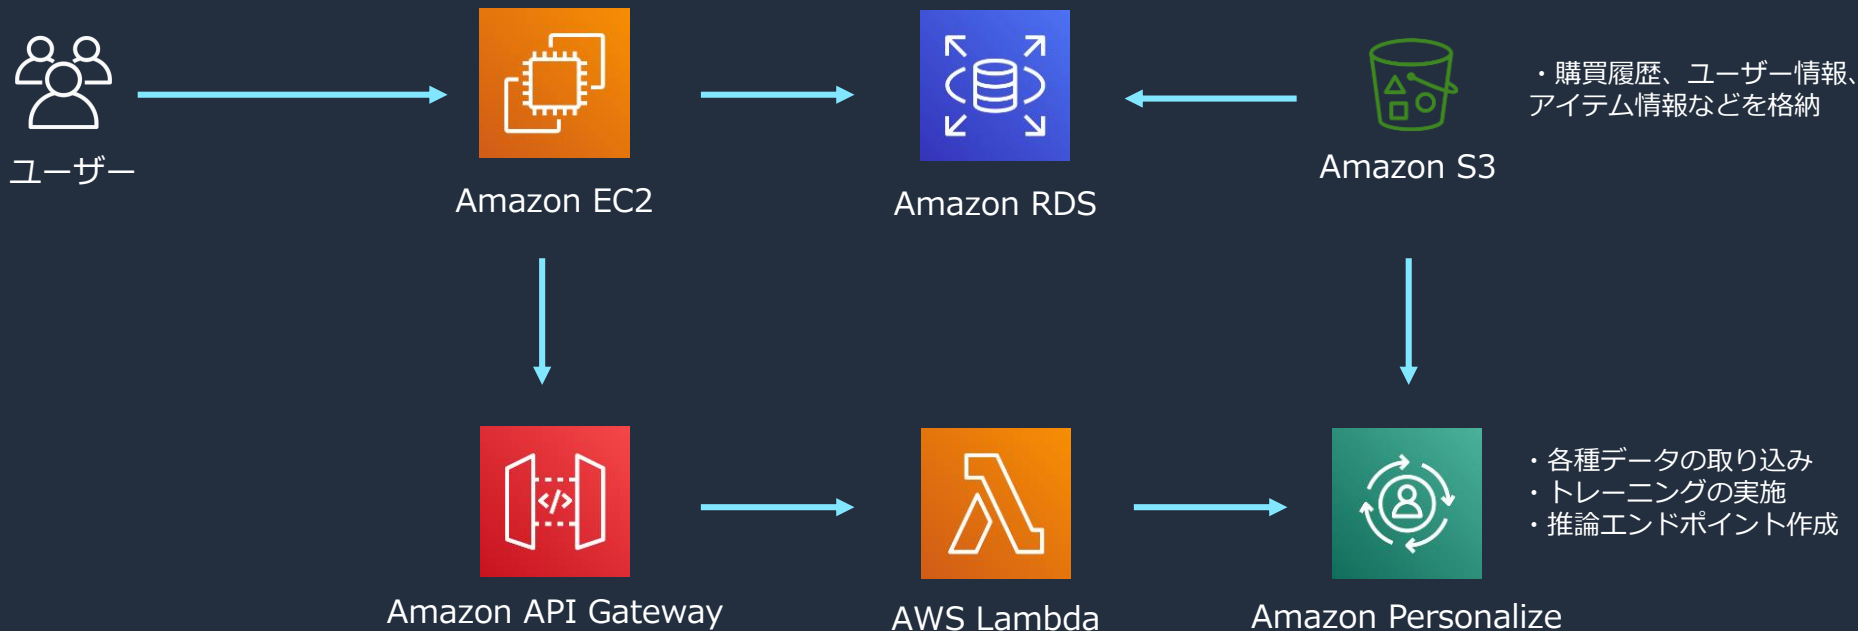 ユーザー
Amazon EC2
Amazon RDS
Amazon S3
・購買履歴、ユーザー情報、
アイテム情報などを格納
</>
Amazon API Gateway
AWS Lambda
Amazon Personalize
・各種データの取り込み
・トレーニングの実施
・推論エンドポイント作成